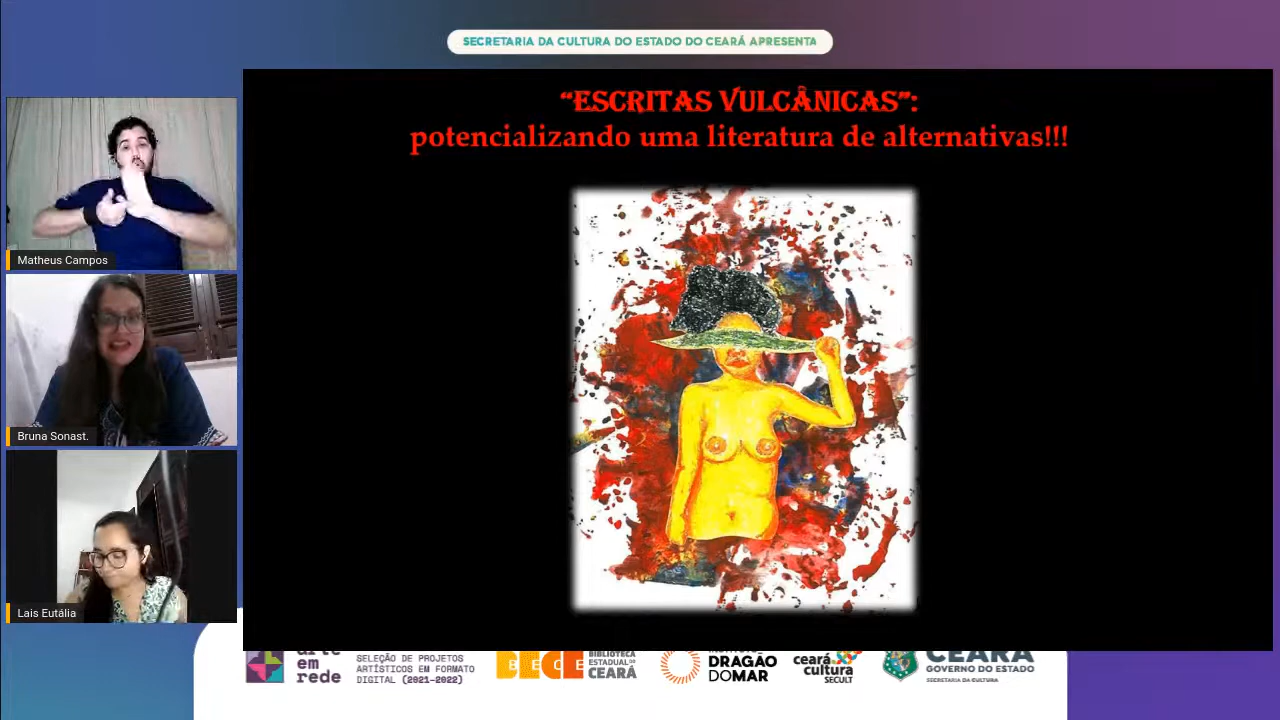 SECRETARIA DA CULTURA DO ESTADO DO CEARÁ APRESENTA
“ESCRITAS VULCÂNICAS”:
potencializando uma literatura de alternativas!!!
Matheus Campos
Bruna Sonast.
Lais Eutália
arte
em
rede
SELEÇÃO DE PROJETOS
ARTÍSTICOS EM FORMATO
DIGITAL (2021-2022)
BECE
BIBLIOTECA
ESTADUAL DO
CEARÁ
INSTITUTO
DRAGÃO
DOMAR
ceará
cultura
SECULT
CEARÁ
GOVERNO DO ESTADO
SECRETARIA DA CULTURA